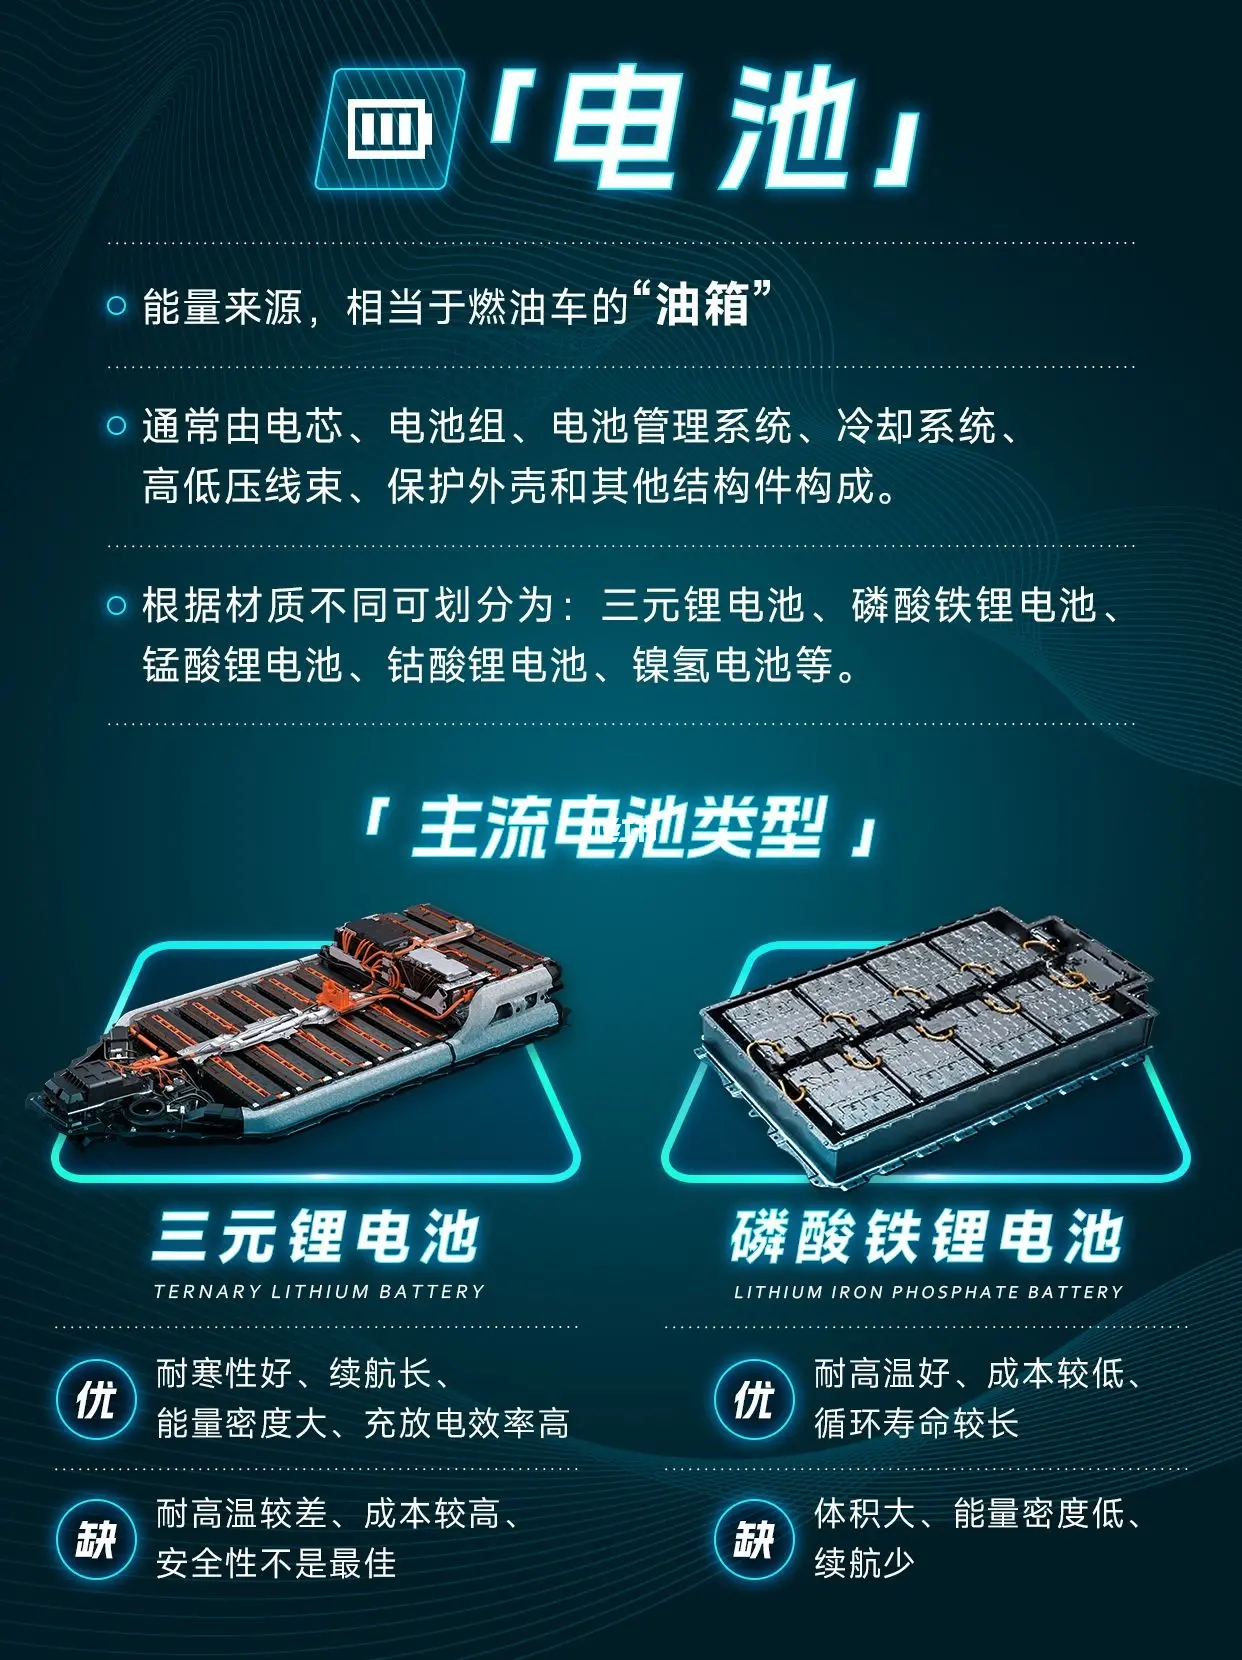 「电池」
能量来源，相当于燃油车的“油箱”
通常由电芯、电池组、电池管理系统、冷却系统、
高低压线束、保护外壳和其他结构件构成。
根据材质不同可划分为：三元锂电池、磷酸铁锂电池、
锰酸锂电池、钴酸锂电池、镍氢电池等。
「主流电池类型」
三元锂电池
TERNARY LITHIUM BATTERY
优
耐寒性好、续航长、
能量密度大、充放电效率高
缺
耐高温较差、成本较高、
安全性不是最佳
磷酸铁锂电池
LITHIUM IRON PHOSPHATE BATTERY
优
耐高温好、成本较低、
循环寿命较长
缺
体积大、能量密度低、
续航少